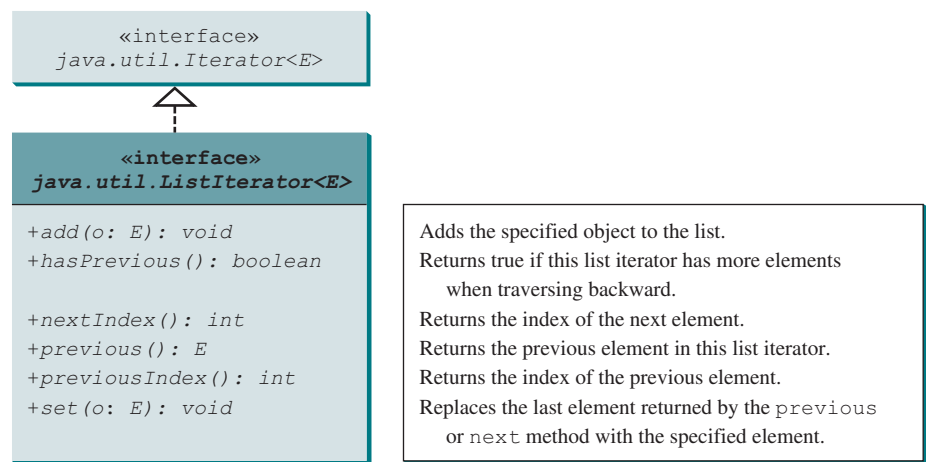 «interface»
java.util.Iterator<E>
«interface»
java.util.ListIterator<E>
+add(o: E): void
+hasPrevious(): boolean
+nextIndex(): int
+previous(): E
+previousIndex(): int
+set(o: E): void
Adds the specified object to the list.
Returns true if this list iterator has more elements
when traversing backward.
Returns the index of the next element.
Returns the previous element in this list iterator.
Returns the index of the previous element.
Replaces the last element returned by the previous
or next method with the specified element.